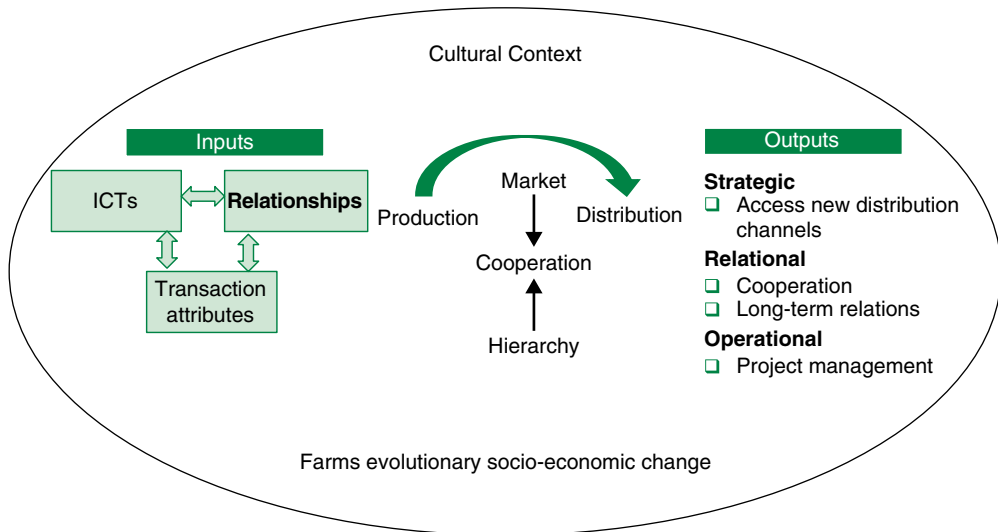 Cultural Context
Inputs
ICTs
Relationships
Transaction
attributes
Production
Market
Distribution
Cooperation
Hierarchy
Outputs
Strategic
Access new distribution
channels
Relational
Cooperation
Long-term relations
Operational
Project management
Farms evolutionary socio-economic change